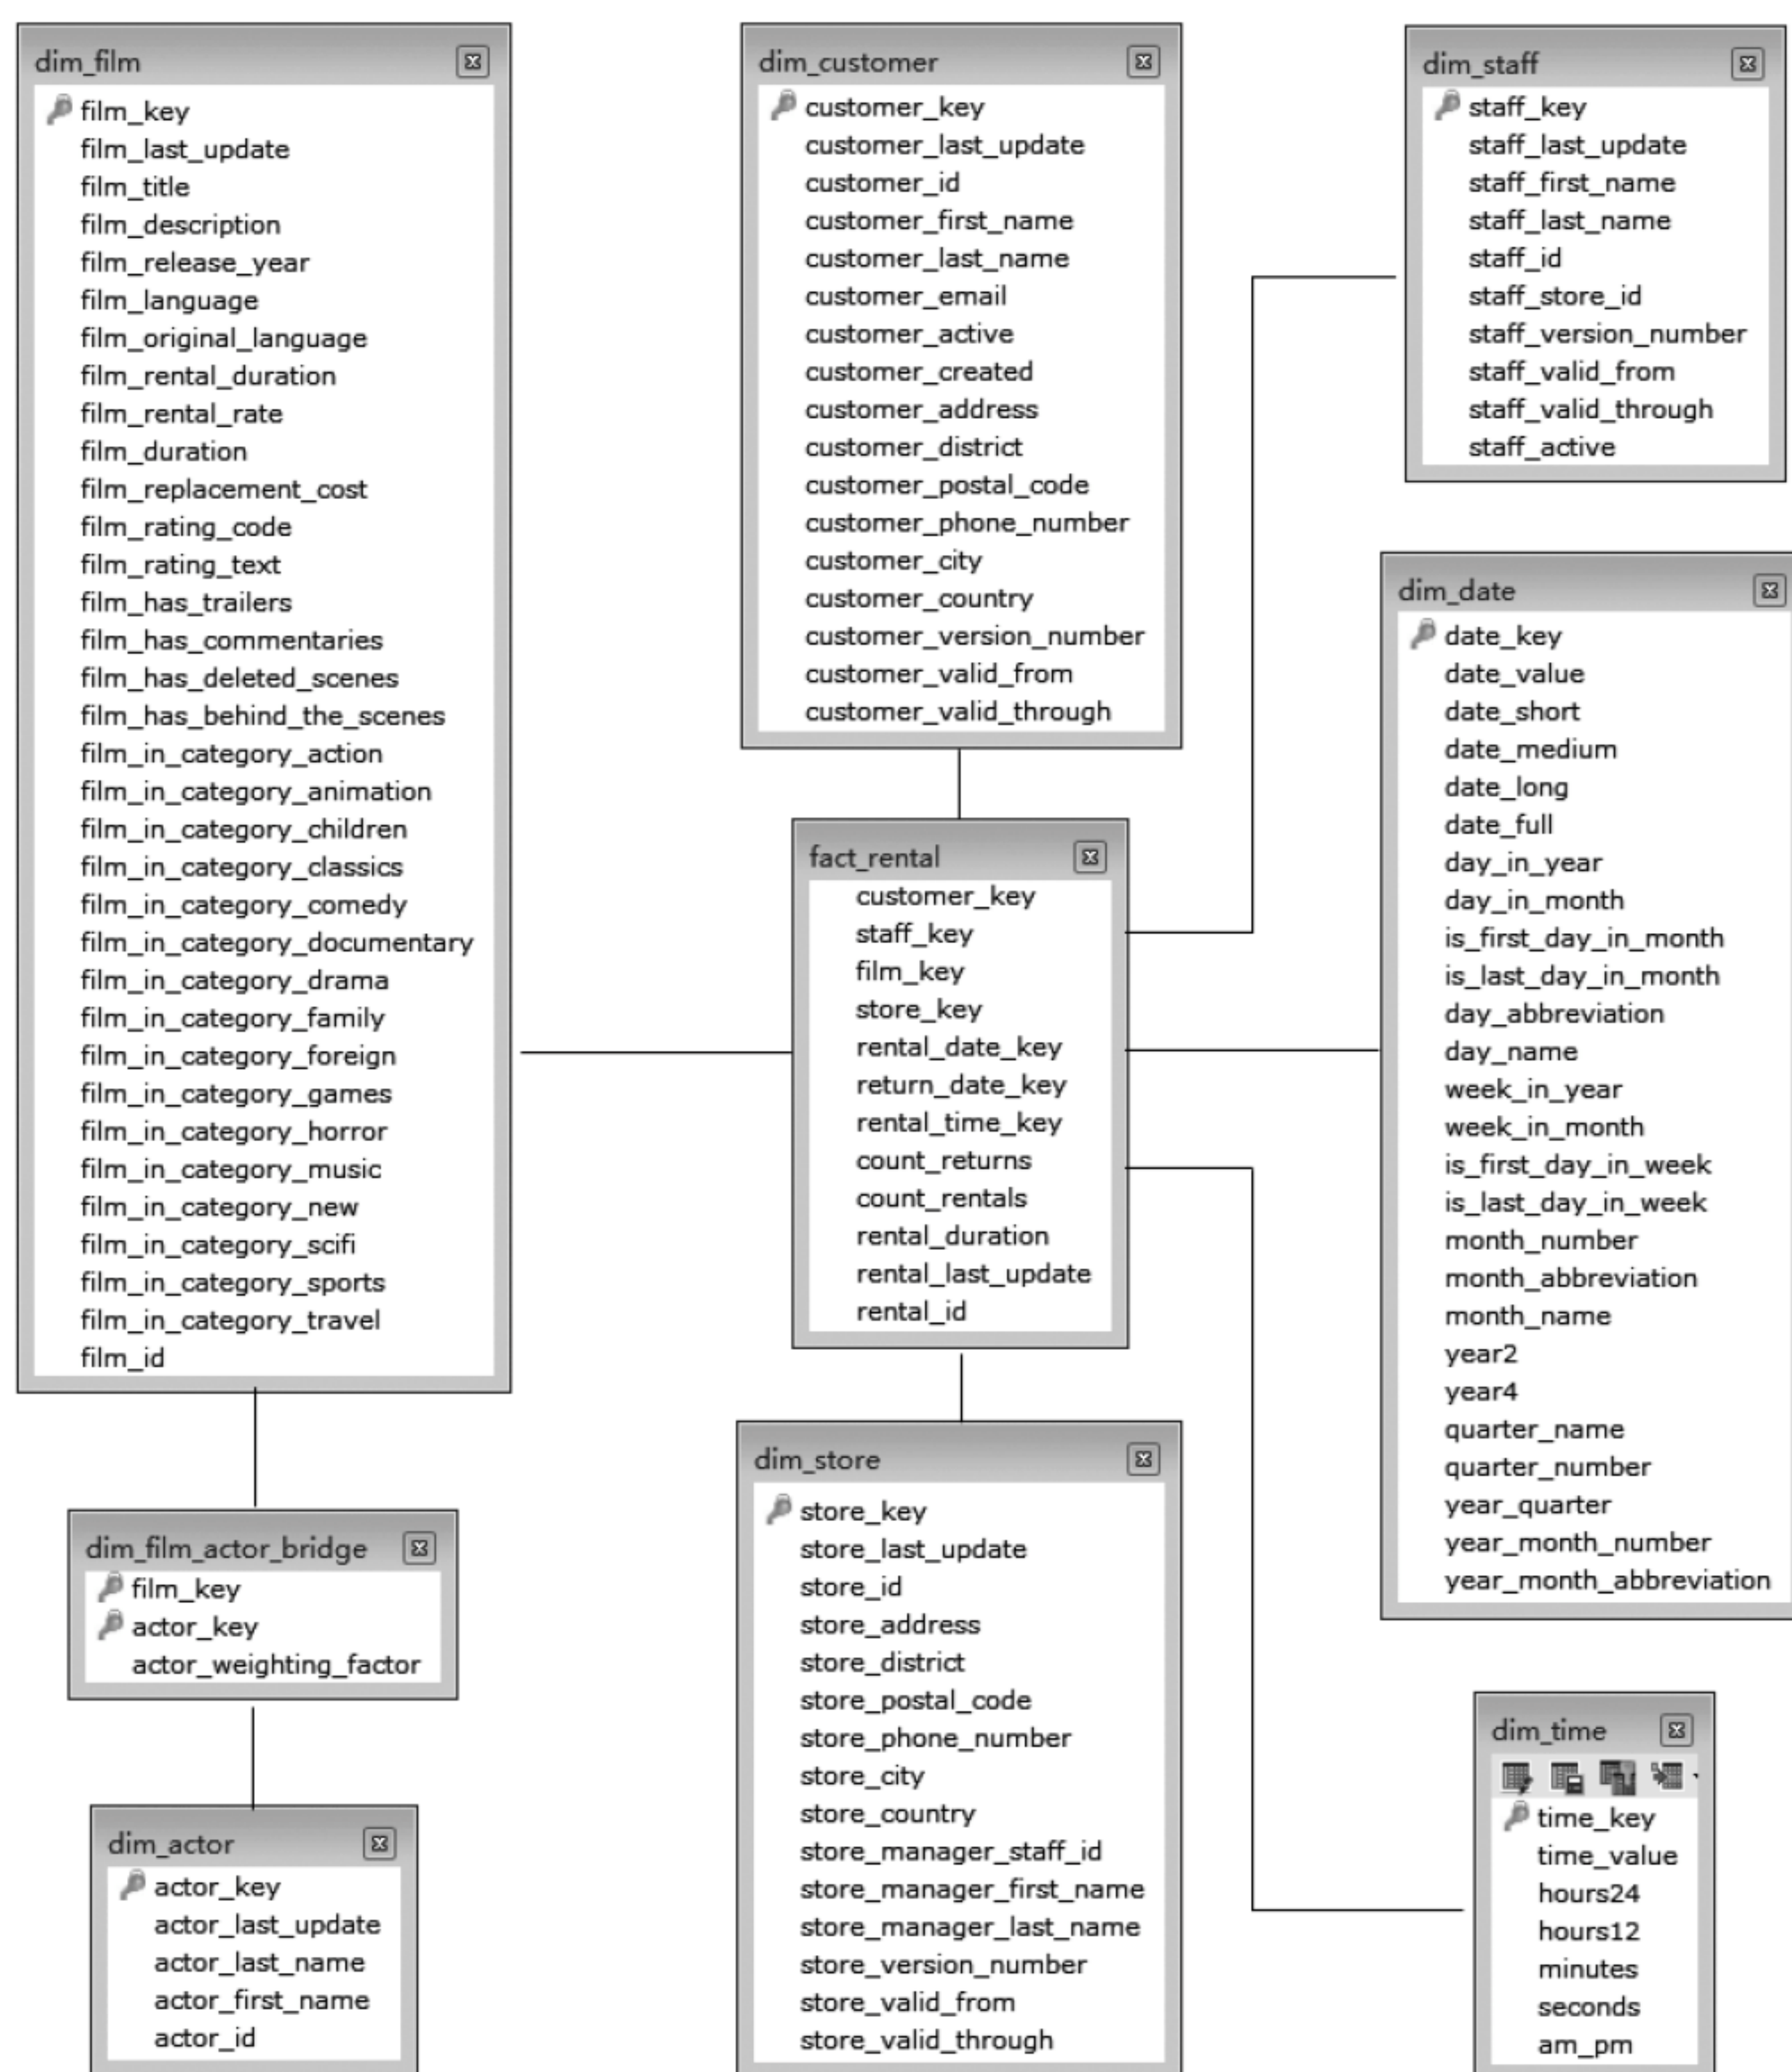 dim_film
film_key
film_last_update
film_title
film_description
film_release_year
film_language
film_original_language
film_rental_duration
film_rental_rate
film_duration
film_replacement_cost
film_rating_code
film_rating_text
film_has_trailers
film_has_commentaries
film_has_deleted_scenes
film_has_behind_the_scenes
film_in_category_action
film_in_category_animation
film_in_category_children
film_in_category_classics
film_in_category_comedy
film_in_category_documentary
film_in_category_drama
film_in_category_family
film_in_category_foreign
film_in_category_games
film_in_category_horror
film_in_category_music
film_in_category_new
film_in_category_scifi
film_in_category_sports
film_in_category_travel
film_id
dim_film_actor_bridge
film_key
actor_key
actor_weighting_factor
dim_actor
actor_key
actor_last_update
actor_last_name
actor_first_name
actor_id
dim_customer
customer_key
customer_last_update
customer_id
customer_first_name
customer_last_name
customer_email
customer_active
customer_created
customer_address
customer_district
customer_postal_code
customer_phone_number
customer_city
customer_country
customer_version_number
customer_valid_from
customer_valid_through
fact_rental
customer_key
staff_key
film_key
store_key
rental_date_key
return_date_key
rental_time_key
count_returns
count_rentals
rental_duration
rental_last_update
rental_id
dim_store
store_key
store_last_update
store_id
store_address
store_district
store_postal_code
store_phone_number
store_city
store_country
store_manager_staff_id
store_manager_first_name
store_manager_last_name
store_version_number
store_valid_from
store_valid_through
dim_staff
staff_key
staff_last_update
staff_first_name
staff_last_name
staff_id
staff_store_id
staff_version_number
staff_valid_from
staff_valid_through
staff_active
dim_date
date_key
date_value
date_short
date_medium
date_long
date_full
day_in_year
day_in_month
is_first_day_in_month
is_last_day_in_month
day_abbreviation
day_name
week_in_year
week_in_month
is_first_day_in_week
is_last_day_in_week
month_number
month_abbreviation
month_name
year2
year4
quarter_name
quarter_number
year_quarter
year_month_number
year_month_abbreviation
dim_time
time_key
time_value
hours24
hours12
minutes
seconds
am_pm